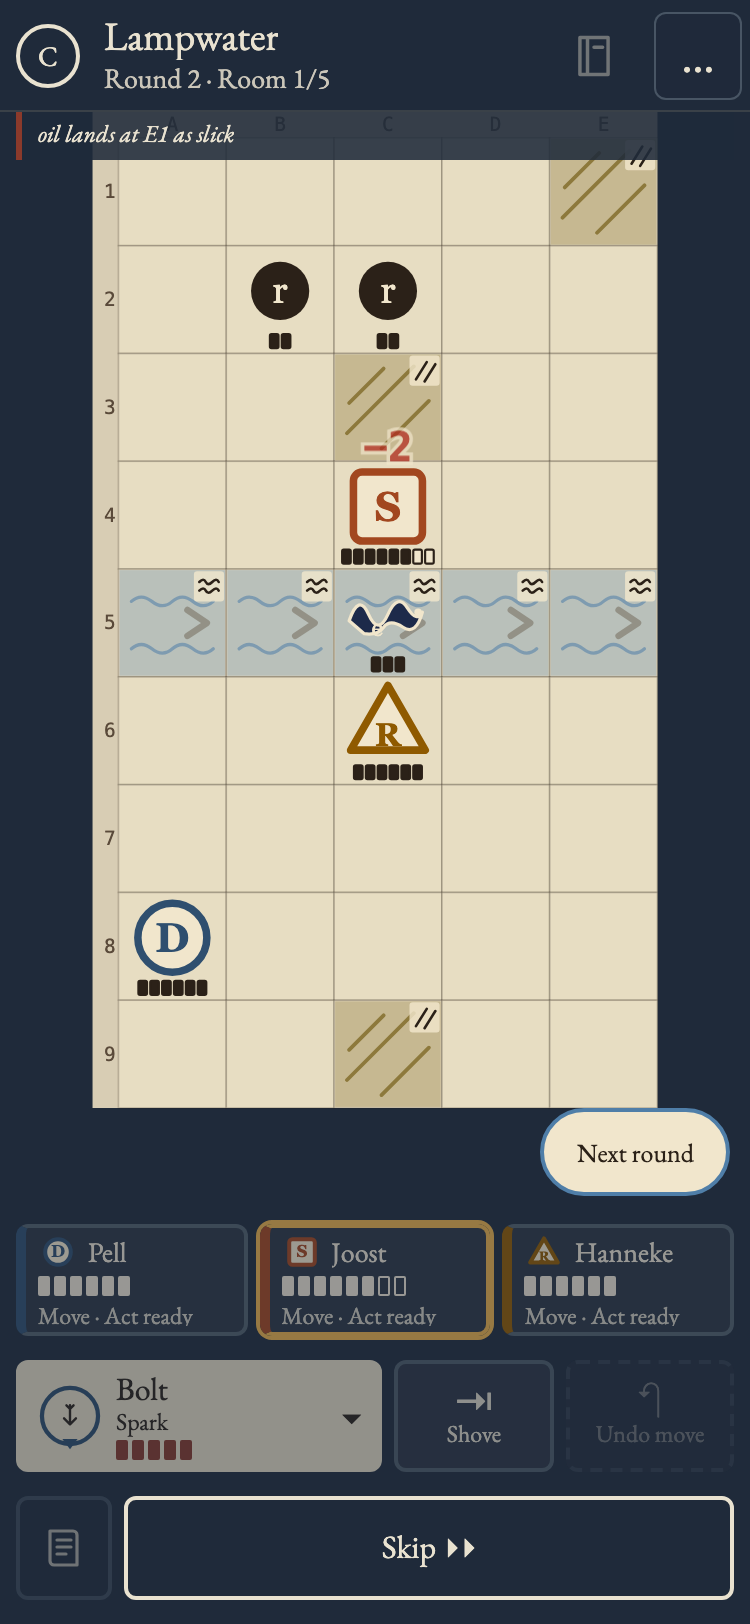 C
Lampwater
Round 2 · Room 1/5
...
A B C D E
oil lands at E1 as slick
1
2 r r
3
−2
4 S
5
6 R
7
8 D
9
Next round
D Pell
S Joost
R Hanneke
Move · Act ready
Move · Act ready
Move · Act ready
Bolt
Spark
Shove
Undo move
Skip